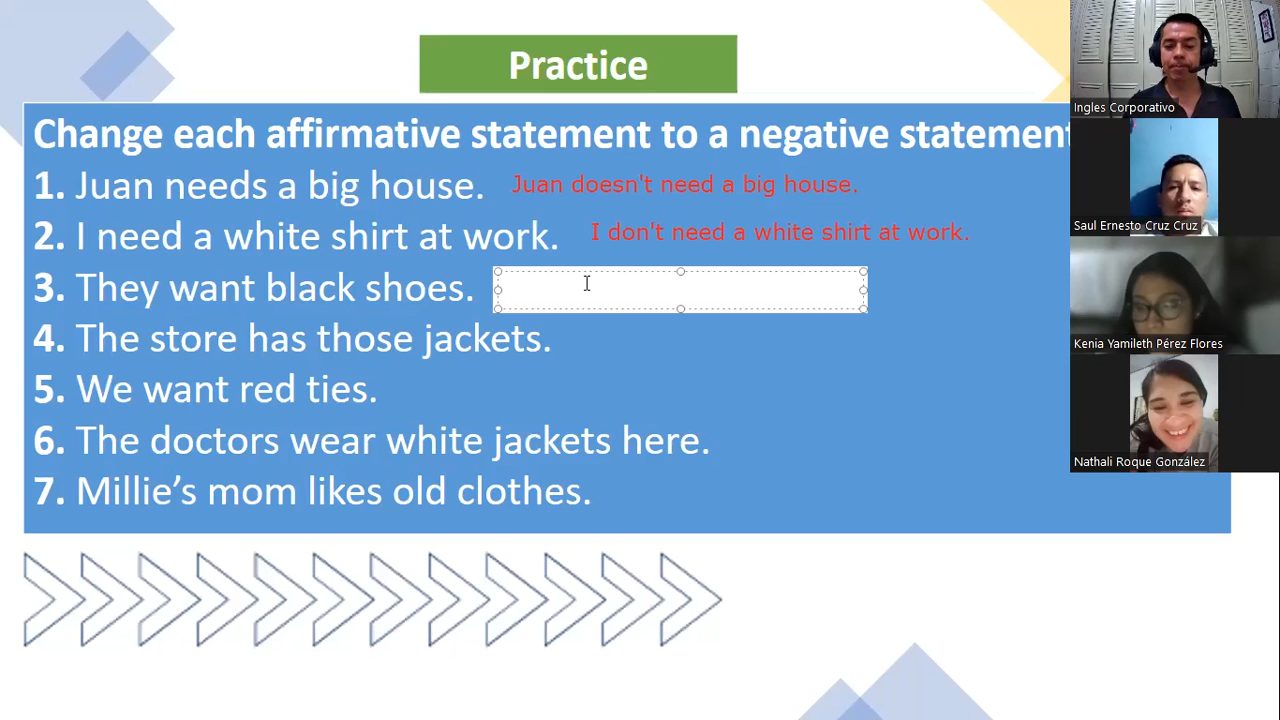 Practice
Change each affirmative statement to a negative statement
1. Juan needs a big house. Juan doesn't need a big house.
2. I need a white shirt at work. I don't need a white shirt at work.
3. They want black shoes.
4. The store has those jackets.
5. We want red ties.
6. The doctors wear white jackets here.
7. Millie’s mom likes old clothes.
Ingles Corporativo
Saul Ernesto Cruz Cruz
Kenia Yamileth Pérez Flores
Nathali Roque González